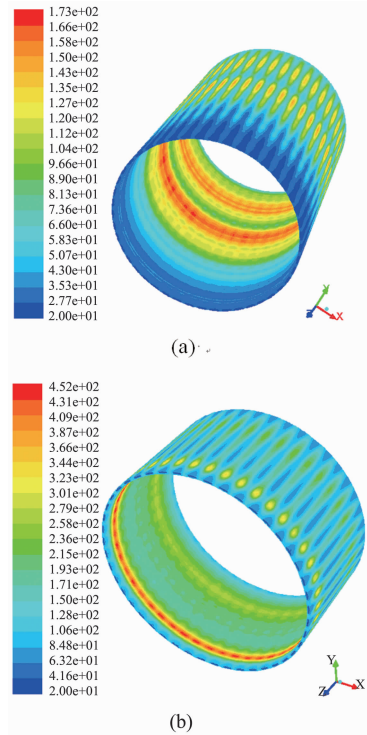 1.73e+02
1.66e+02
1.58e+02
1.50e+02
1.43e+02
1.35e+02
1.27e+02
1.20e+02
1.12e+02
1.04e+02
9.66e+01
8.90e+01
8.13e+01
7.36e+01
6.60e+01
5.83e+01
5.07e+01
4.30e+01
3.53e+01
2.77e+01
2.00e+01
Y
X
Z
(a)
4.52e+02
4.31e+02
4.09e+02
3.87e+02
3.66e+02
3.44e+02
3.23e+02
3.01e+02
2.79e+02
2.58e+02
2.36e+02
2.15e+02
1.93e+02
1.71e+02
1.50e+02
1.28e+02
1.06e+02
8.48e+01
6.32e+01
4.16e+01
2.00e+01
Y
Z X
(b)